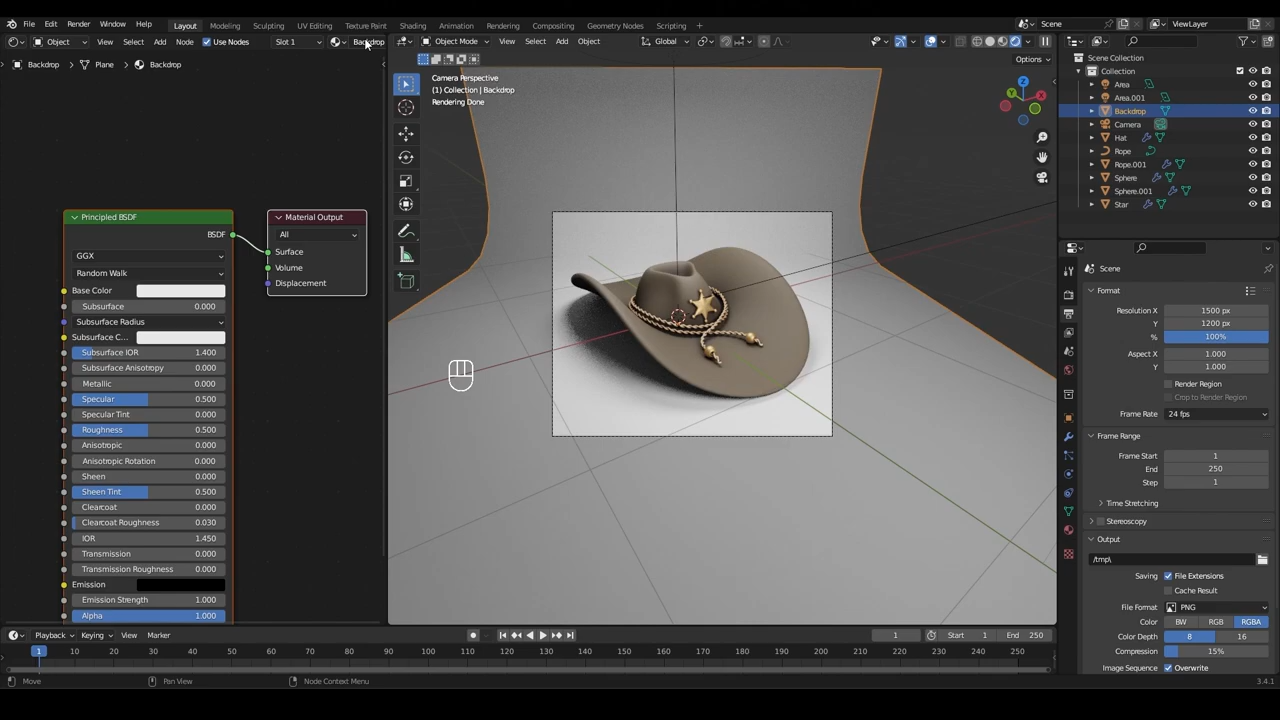 File Edit Render Window Help Layout Modeling Sculpting UV Editing Texture Paint Shading Animation Rendering Compositing Geometry Nodes Scripting + Scene ViewLayer
Object View Select Add Node Use Nodes Slot 1 Backdrop
Object Mode View Select Add Object Global
Options
Backdrop Plane Backdrop
Camera Perspective
(1) Collection | Backdrop
Rendering Done
Z
Y
X
Principled BSDF
BSDF
GGX
Random Walk
Base Color
Subsurface 0.000
Subsurface Radius
Subsurface C...
Subsurface IOR 1.400
Subsurface Anisotropy 0.000
Metallic 0.000
Specular 0.500
Specular Tint 0.000
Roughness 0.500
Anisotropic 0.000
Anisotropic Rotation 0.000
Sheen 0.000
Sheen Tint 0.500
Clearcoat 0.000
Clearcoat Roughness 0.030
IOR 1.450
Transmission 0.000
Transmission Roughness 0.000
Emission
Emission Strength 1.000
Alpha 1.000
Material Output
All
Surface
Volume
Displacement
Scene Collection
Collection
Area
Area.001
Backdrop
Camera
Hat
Rope
Rope.001
Sphere
Sphere.001
Star
Scene
Format
Resolution X 1500 px
Y 1200 px
% 100%
Aspect X 1.000
Y 1.000
Render Region
Crop to Render Region
Frame Rate 24 fps
Frame Range
Frame Start 1
End 250
Step 1
Time Stretching
Stereoscopy
Output
/tmp\
Saving File Extensions
Cache Result
File Format PNG
Color BW RGB RGBA
Color Depth 8 16
Compression 15%
Image Sequence Overwrite
Playback Keying View Marker 1 Start 1 End 250
1 10 20 30 40 50 60 70 80 90 100 110 120 130 140 150 160 170 180 190 200 210 220 230 240 250
Move Pan View Node Context Menu 3.4.1